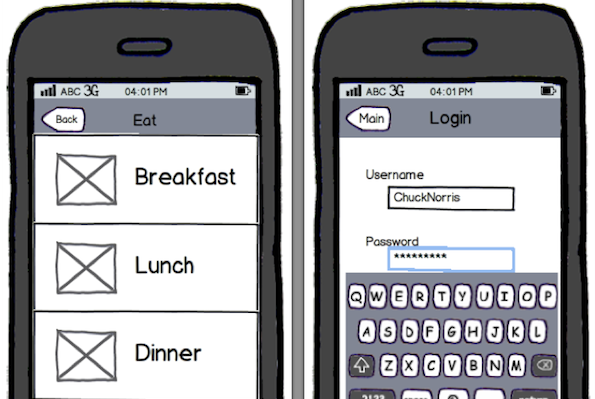 ABC 3G 04:01 PM
Back Eat
Breakfast
Lunch
Dinner
ABC 3G 04:01 PM
Main Login
Username
ChuckNorris
Password
*********
Q W E R T Y U I O P
A S D F G H J K L
Z X C V B N M